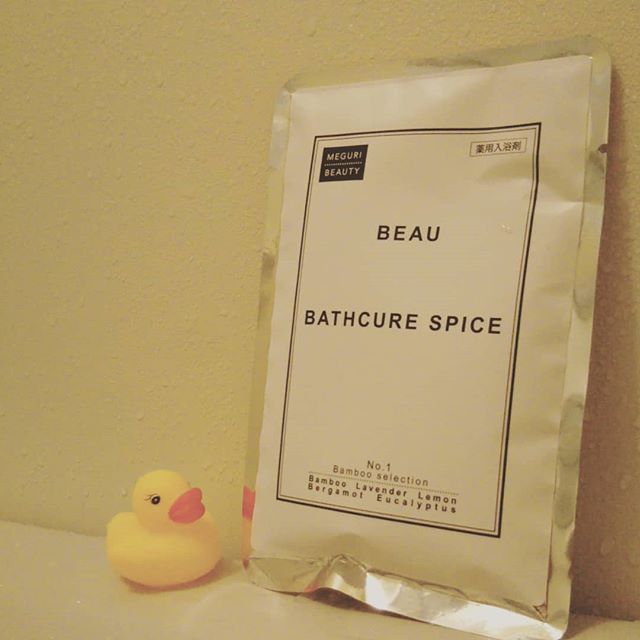 MEGURI
BEAUTY
薬用入浴剤
BEAU
BATHCURE SPICE
No.1
Bamboo selection
Bamboo Lavender Lemon
Bergamot Eucalyptus